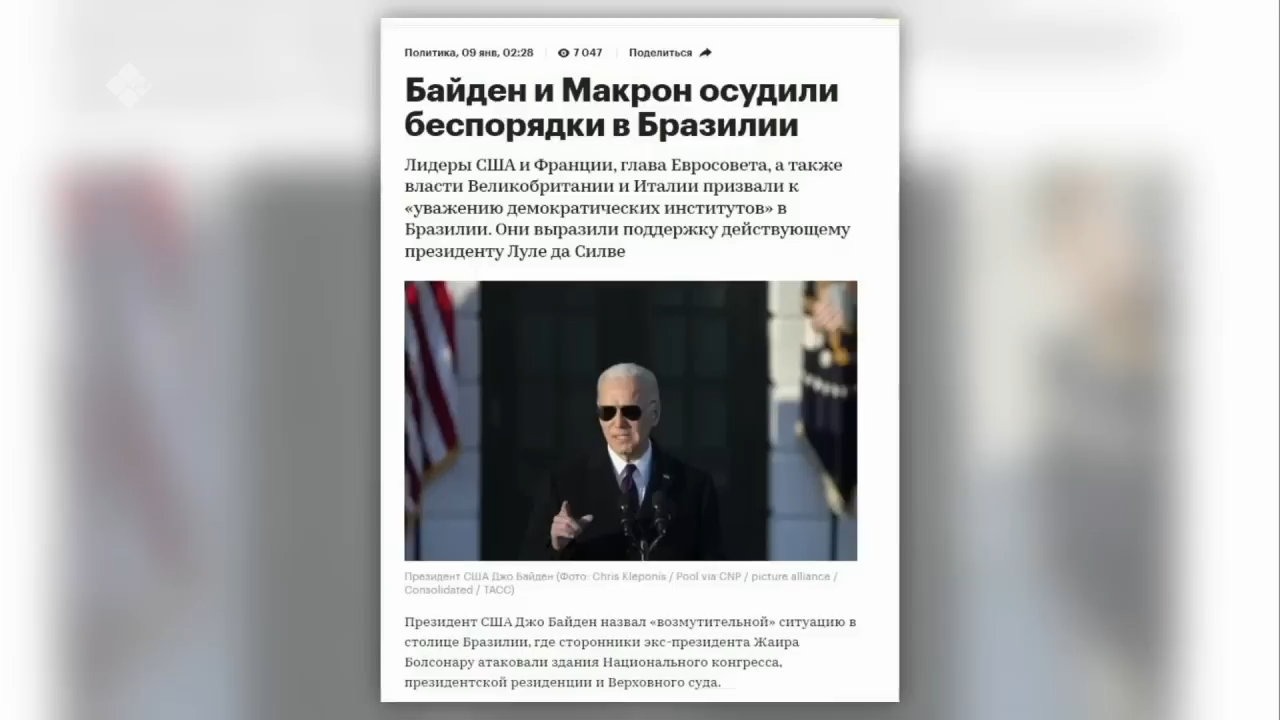 Политика, 09 янв, 02:28 7 047 Поделиться
Байден и Макрон осудили
беспорядки в Бразилии
Лидеры США и Франции, глава Евросовета, а также
власти Великобритании и Италии призвали к
«уважению демократических институтов» в
Бразилии. Они выразили поддержку действующему
президенту Луле да Силве
Президент США Джо Байден (Фото: Chris Kleponis / Pool via CNP / picture alliance /
Consolidated / ТАСС)
Президент США Джо Байден назвал «возмутительной» ситуацию в
столице Бразилии, где сторонники экс-президента Жаира
Болсонару атаковали здания Национального конгресса,
президентской резиденции и Верховного суда.